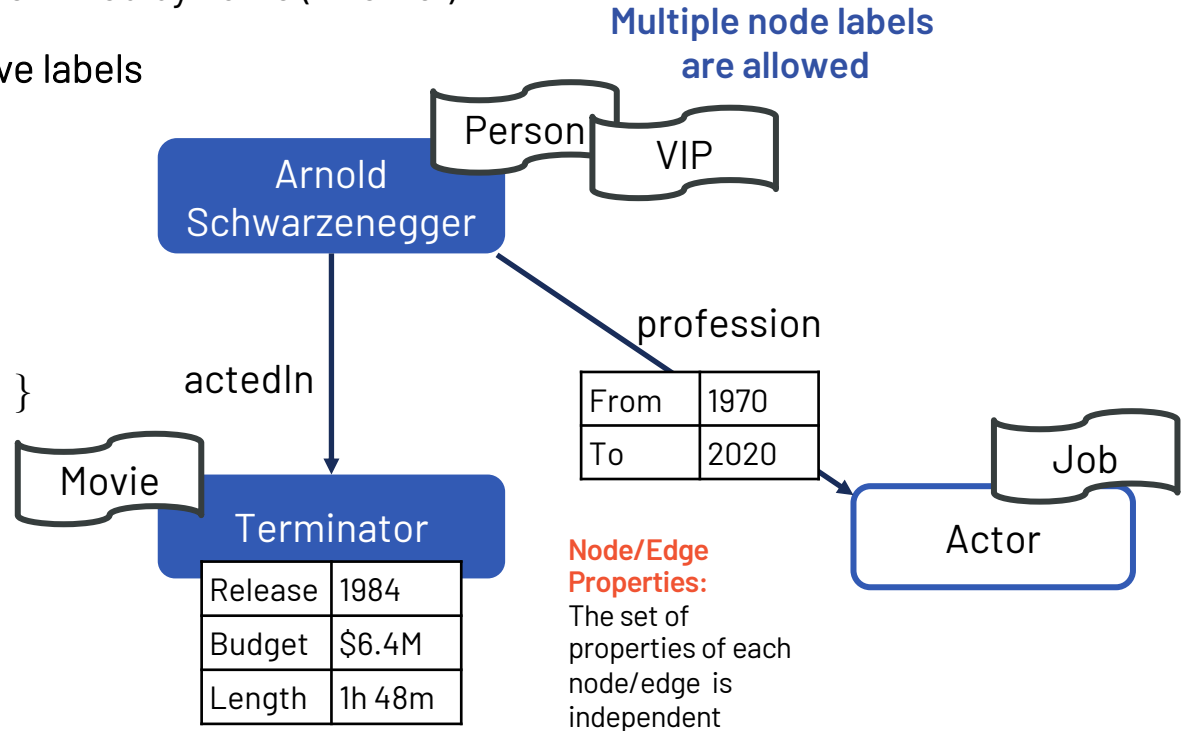 Multiple node labels
are allowed
ve labels
Person
VIP
Arnold
Schwarzenegger
profession
actedIn
}
From 1970
To 2020
Movie
Job
Terminator
Actor
Release 1984
Budget $6.4M
Length 1h 48m
Node/Edge
Properties:
The set of
properties of each
node/edge is
independent